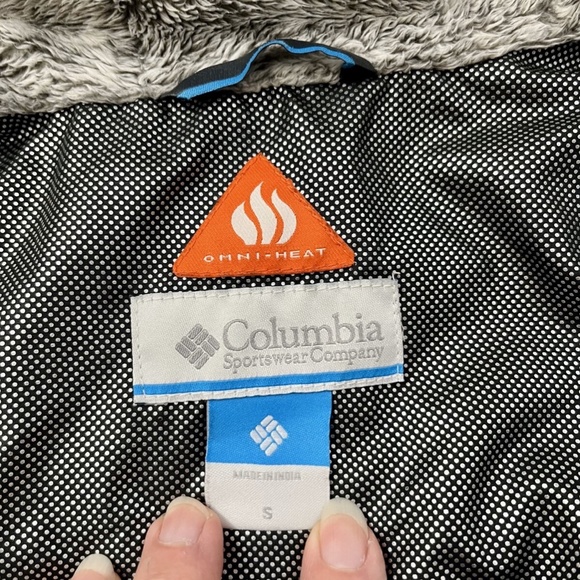 OMNI-HEAT
Columbia
Sportswear Company
MADE IN INDIA
S